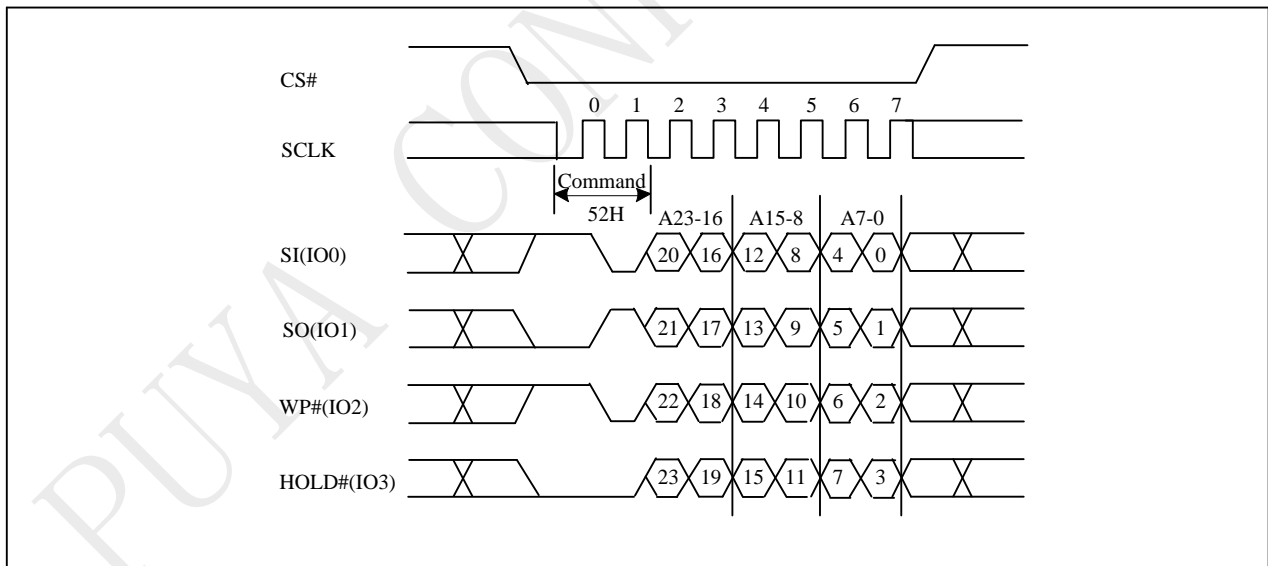 CS#
0 1 2 3 4 5 6 7
SCLK
Command
52H
A23-16 A15-8 A7-0
SI(IO0) 20 16 12 8 4 0
SO(IO1) 21 17 13 9 5 1
WP#(IO2) 22 18 14 10 6 2
HOLD#(IO3) 23 19 15 11 7 3
PUYA